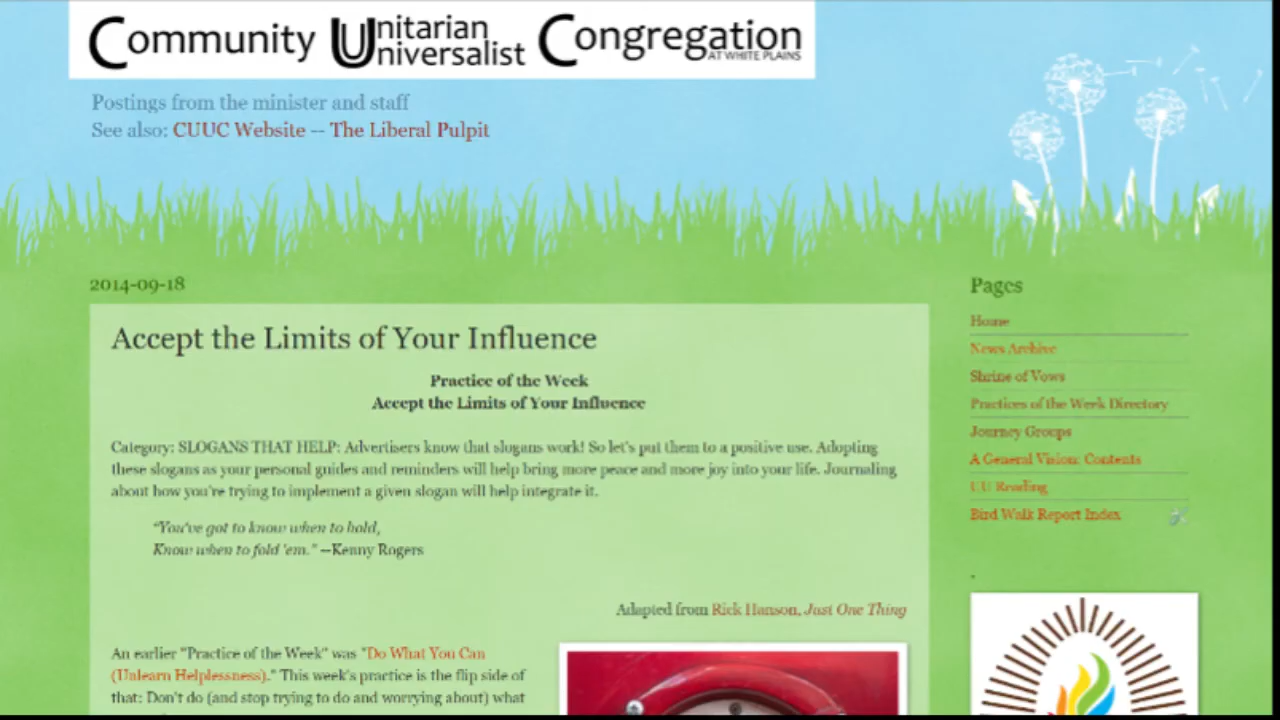 Community Unitarian Universalist Congregation
AT WHITE PLAINS
Postings from the minister and staff
See also: CUUC Website -- The Liberal Pulpit
2014-09-18
Accept the Limits of Your Influence
Practice of the Week
Accept the Limits of Your Influence
Category: SLOGANS THAT HELP: Advertisers know that slogans work! So let's put them to a positive use. Adopting
these slogans as your personal guides and reminders will help bring more peace and more joy into your life. Journaling
about how you're trying to implement a given slogan will help integrate it.
"You've got to know when to hold,
Know when to fold 'em." --Kenny Rogers
Adapted from Rick Hanson, Just One Thing
An earlier "Practice of the Week" was "Do What You Can
(Unlearn Helplessness)." This week's practice is the flip side of
that: Don't do (and stop trying to do and worrying about) what
Pages
Home
News Archive
Shrine of Vows
Practices of the Week Directory
Journey Groups
A General Vision: Contents
UU Reading
Bird Walk Report Index
.